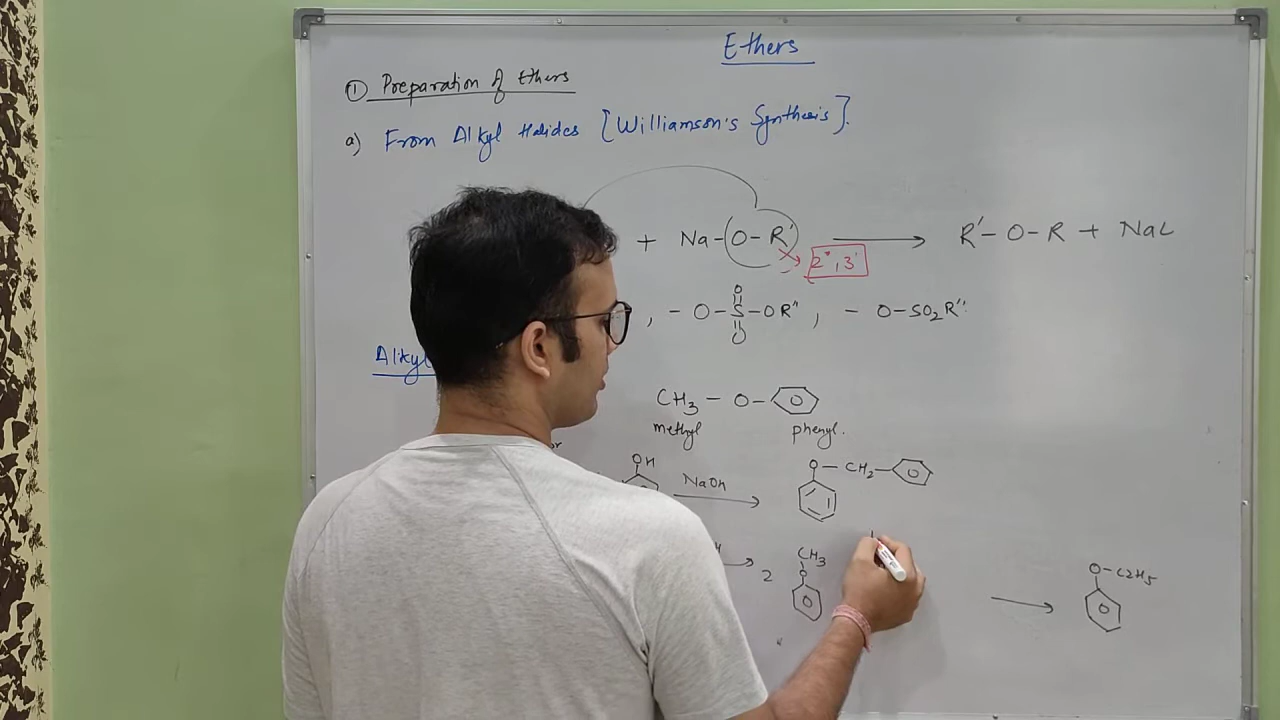 Ethers
① Preparation of Ethers
a) From Alkyl Halides [Williamson's Synthesis].
+ Na-(O-R') ⟶ R'-O-R + NaL
2°,3°
, -O-S-OR'', -O-SO2R''
O
O
Alkyl
CH3-O-
methyl phenyl.
or
OH NaOH O-CH2-
2 CH3 ⟶ O-C2H5
O